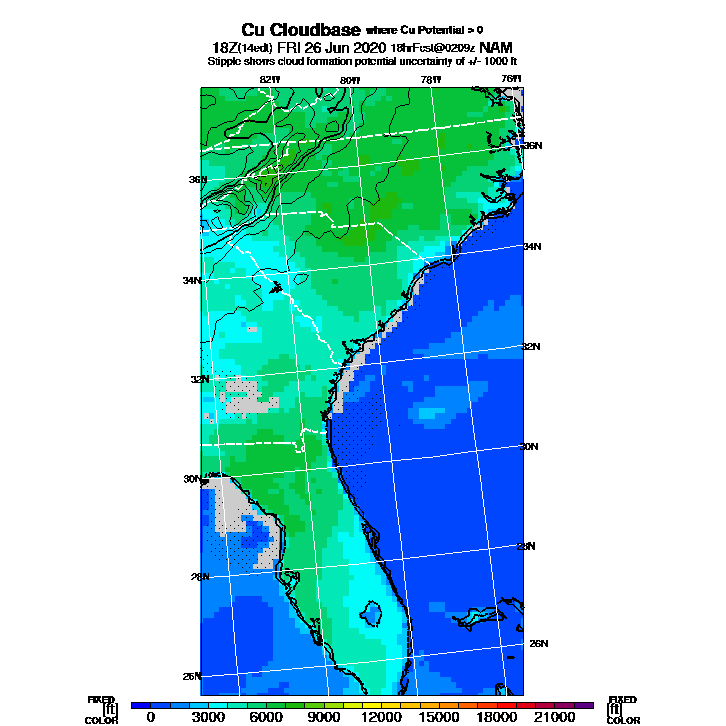 Cu Cloudbase where Cu Potential > 0
18Z(14edt) FRI 26 Jun 2020 18hrFcst@0209z NAM
Stipple shows cloud formation potential uncertainty of +/- 1000 ft
82W 80W 78W 76W
36N
36N
34N
34N
32N
32N
30N
30N
28N
28N
26N
26N
FIXED FIXED
[ft] [ft]
COLOR COLOR
0 3000 6000 9000 12000 15000 18000 21000